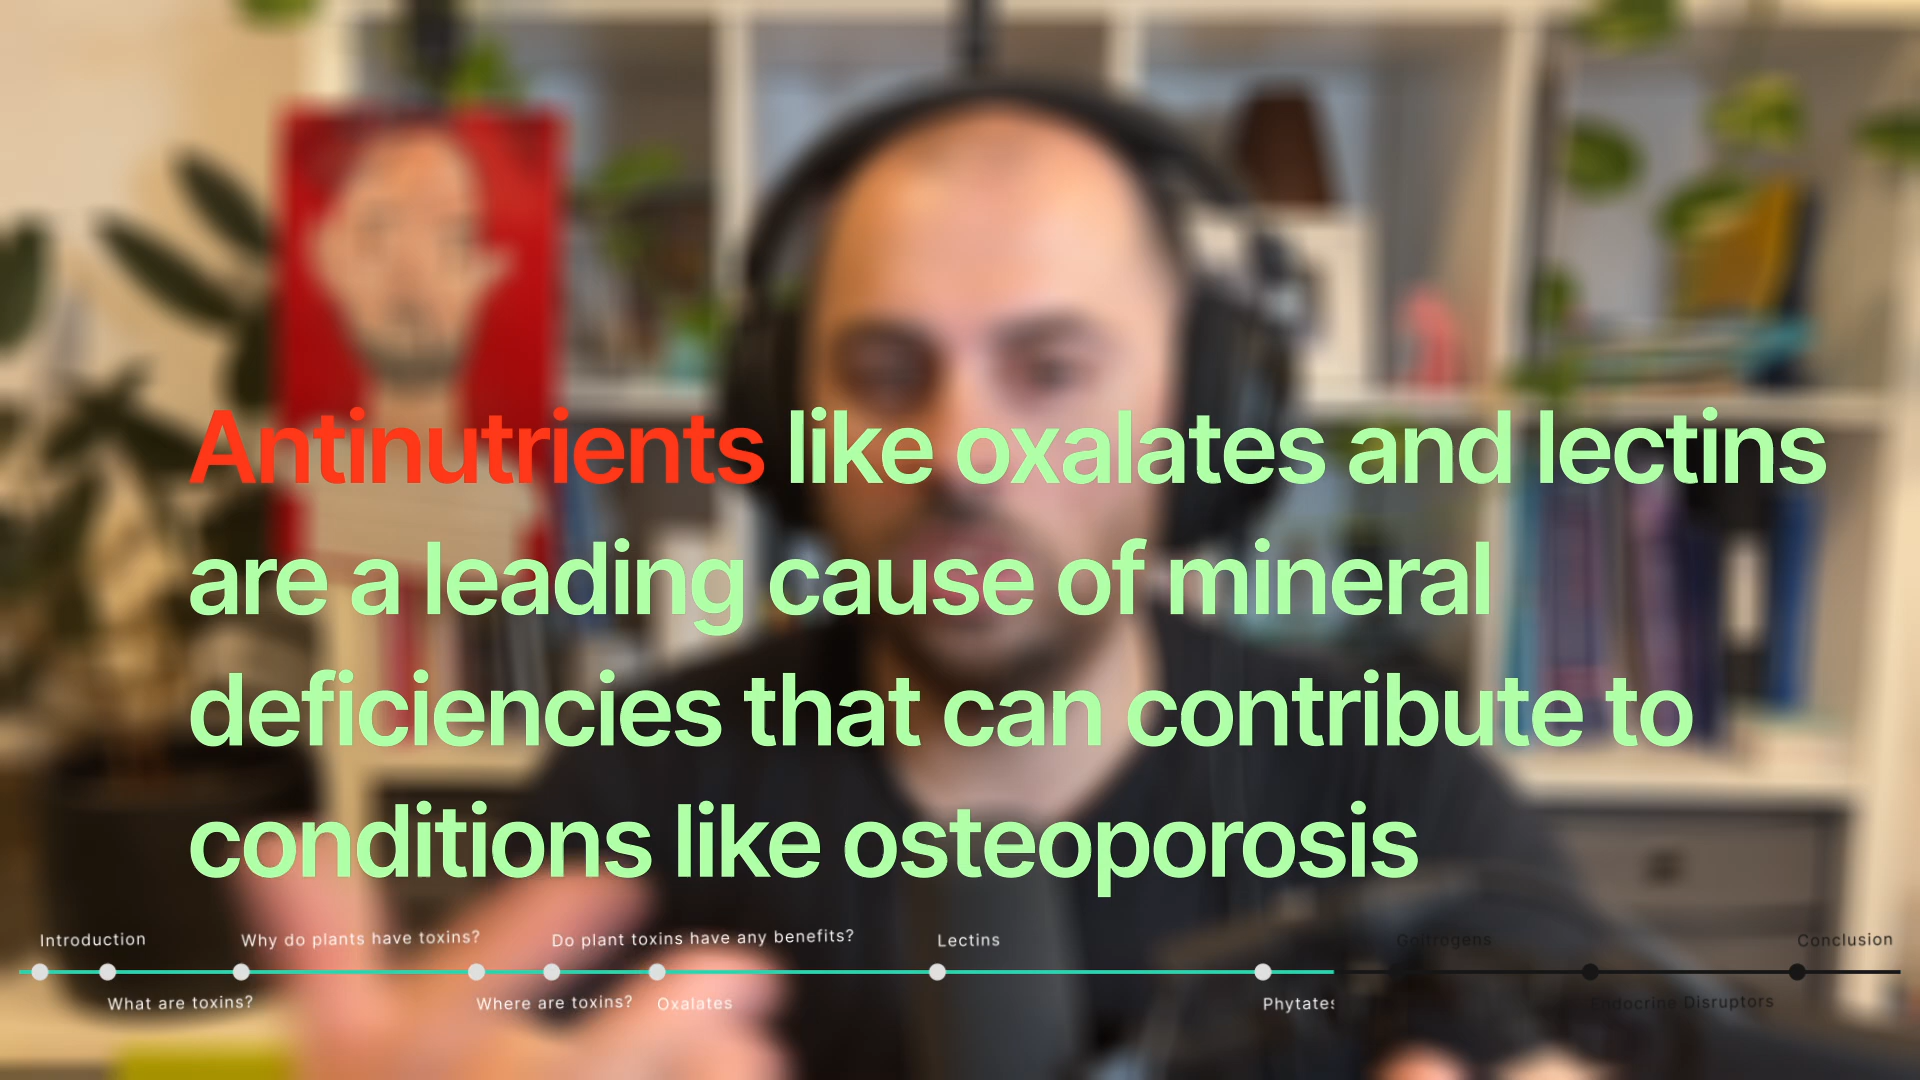 Antinutrients like oxalates and lectins
are a leading cause of mineral
deficiencies that can contribute to
conditions like osteoporosis
Introduction
What are toxins?
Why do plants have toxins?
Where are toxins?
Do plant toxins have any benefits?
Oxalates
Lectins
Phytates
Goitrogens
Endocrine Disruptors
Conclusion